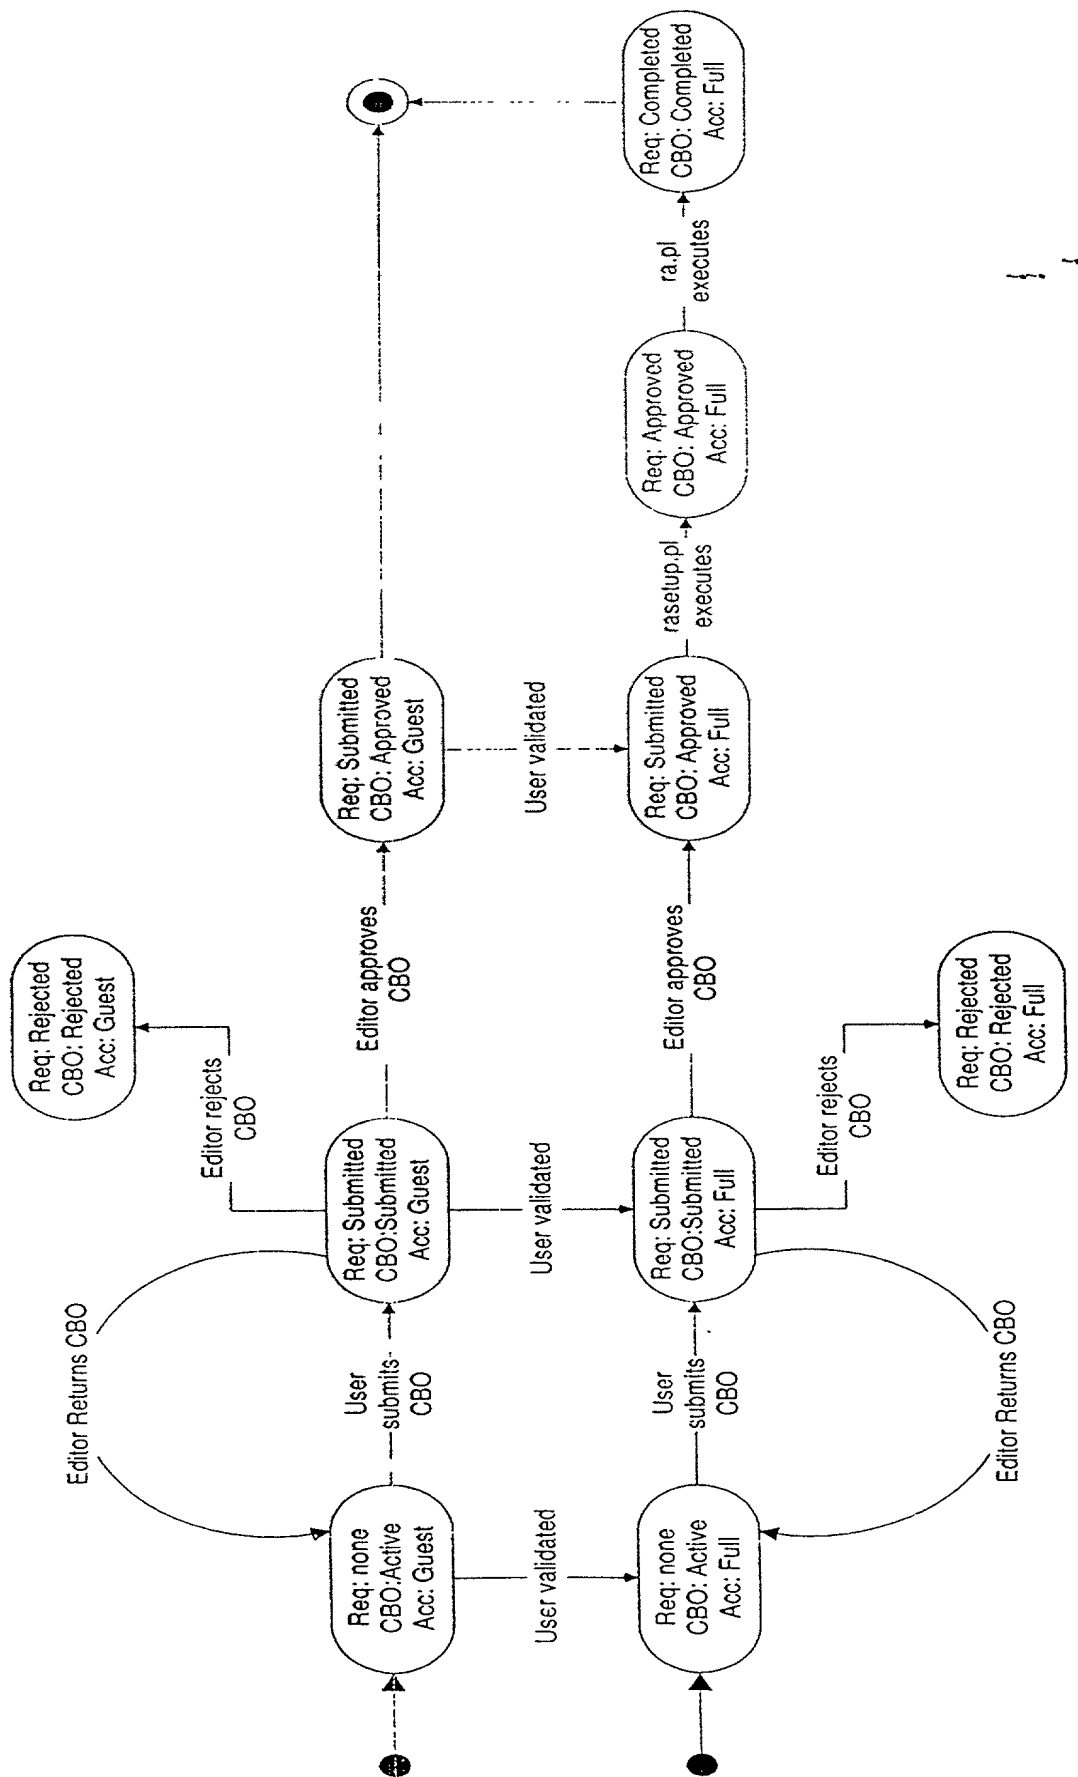 Req: Rejected
CBO: Rejected
Acc: Guest
Editor Returns CBO
Editor rejects
CBO
Req: none
CBO:Active
Acc: Guest
User
submits
CBO
Req: Submitted
CBO:Submitted
Acc: Guest
Editor approves
CBO
Req: Submitted
CBO: Approved
Acc: Guest
User validated
User validated
User validated
Req: none
CBO: Active
Acc: Full
User
submits
CBO
Req: Submitted
CBO:Submitted
Acc: Full
Editor approves
CBO
Req: Submitted
CBO: Approved
Acc: Full
rasetup.pl
executes
Req: Approved
CBO: Approved
Acc: Full
ra.pl
executes
Req: Completed
CBO: Completed
Acc: Full
Editor rejects
CBO
Editor Returns CBO
Req: Rejected
CBO: Rejected
Acc: Full